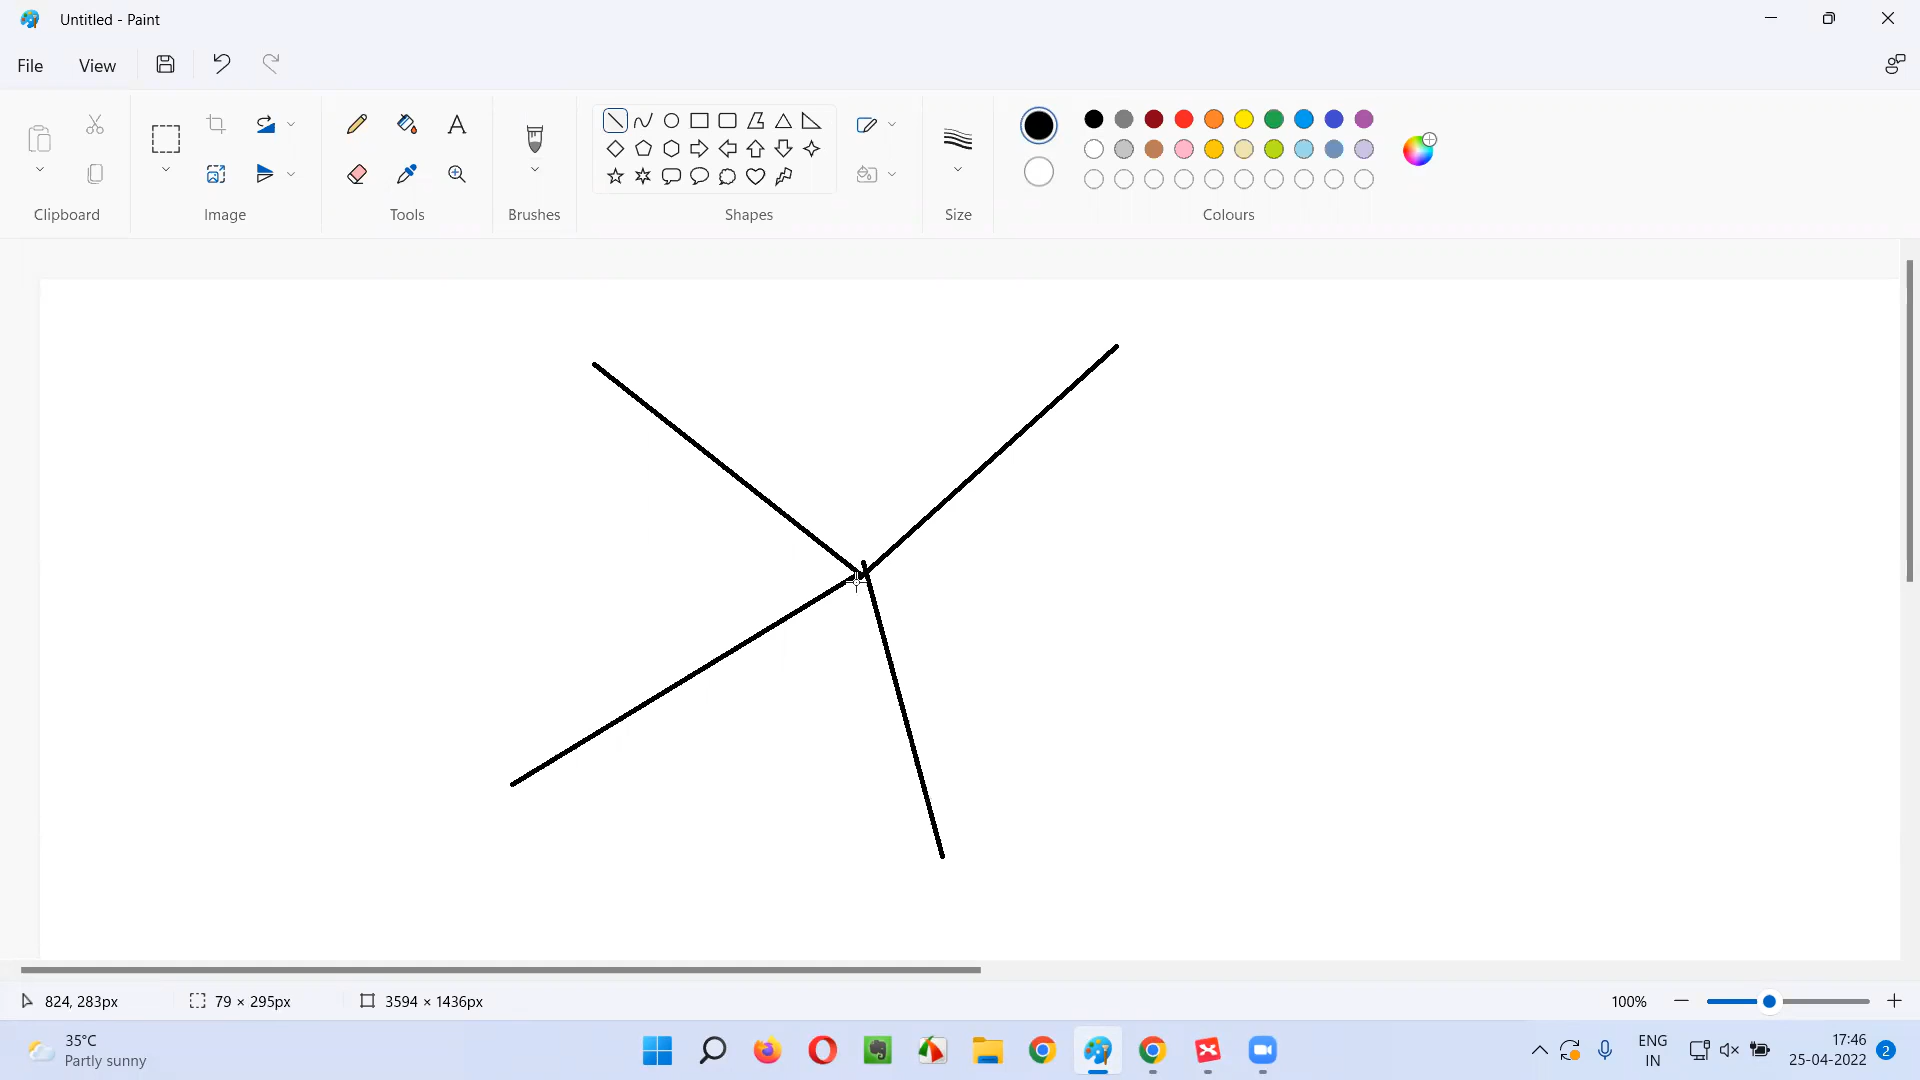 Untitled - Paint
File View
Clipboard
Image
Tools
Brushes
Shapes
Size
Colours
824, 283px
79 × 295px
3594 × 1436px
100%
35°C
Partly sunny
ENG
IN
17:46
25-04-2022
2